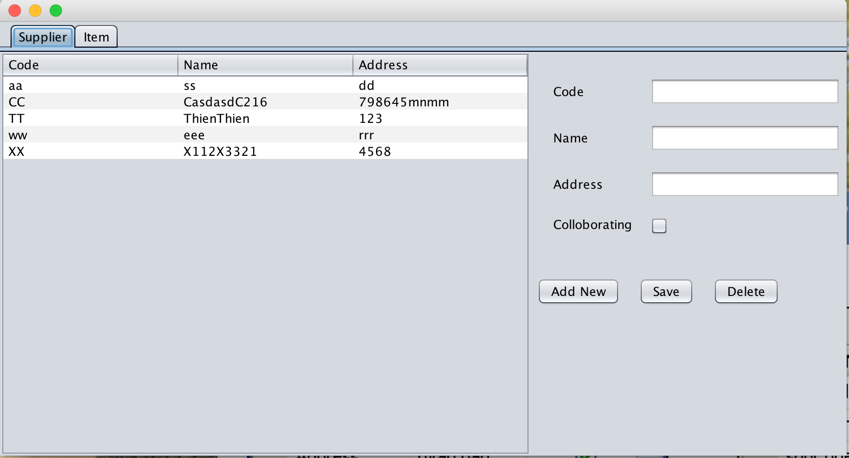 Supplier Item
Code Name Address
aa ss dd
CC CasdasdC216 798645mnmm
TT ThienThien 123
ww eee rrr
XX X112X3321 4568
Code
Name
Address
Colloborating
Add New Save Delete